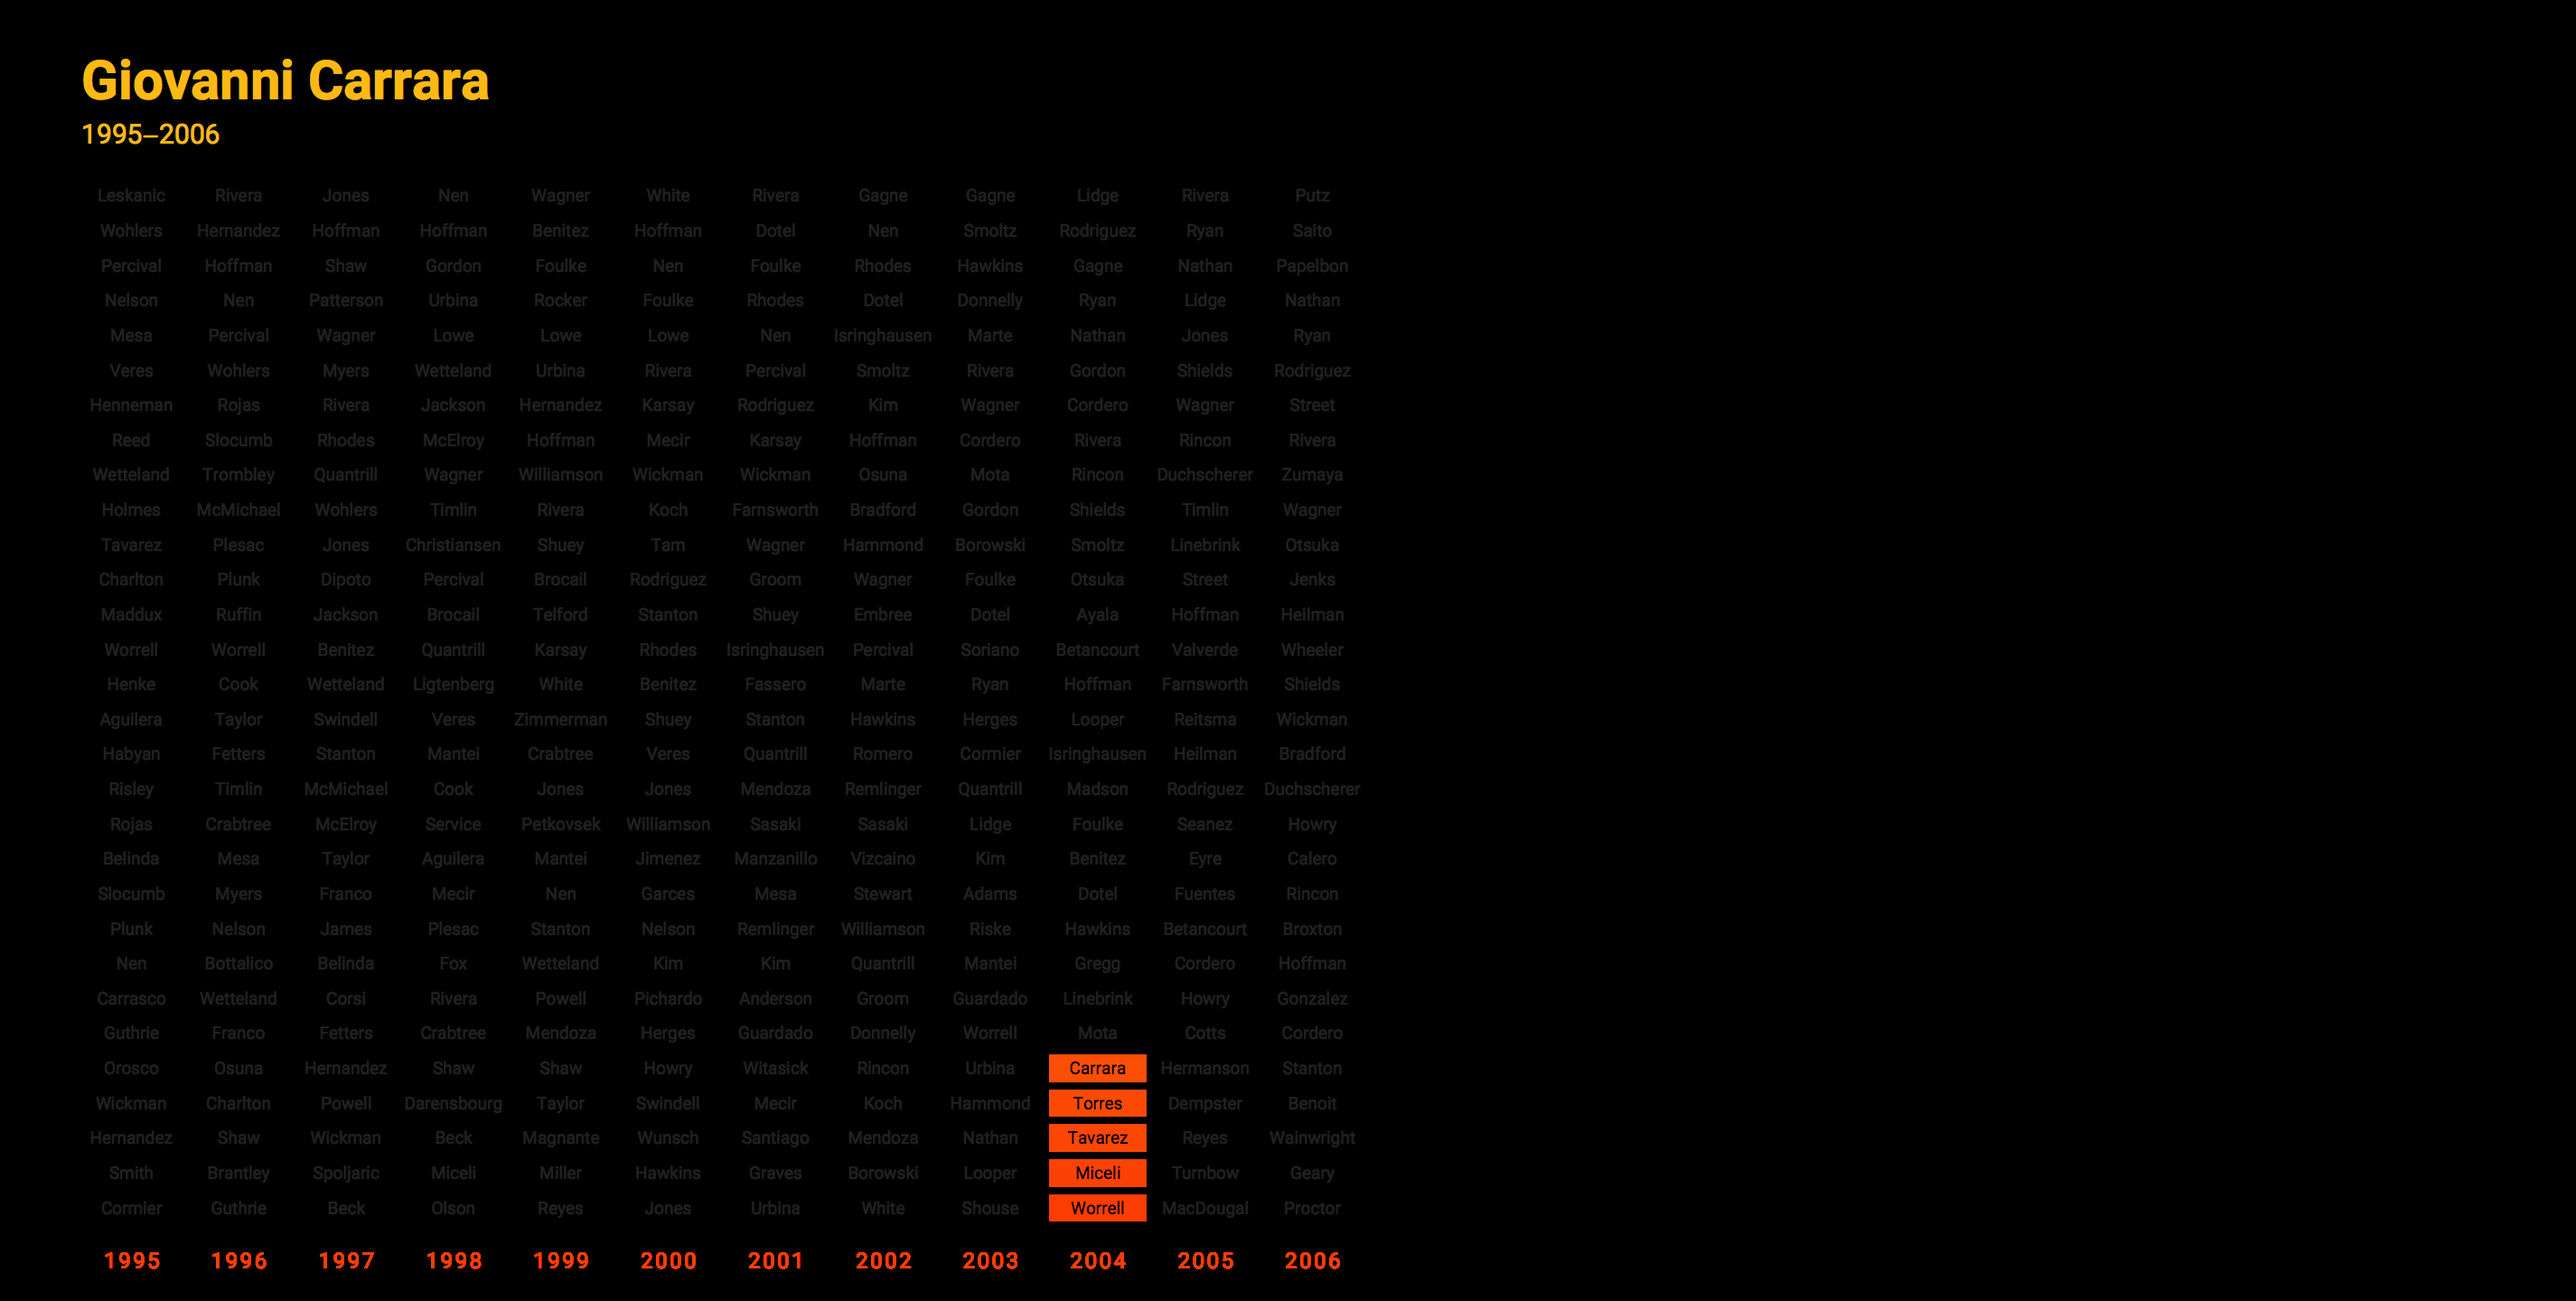 Giovanni Carrara
1995–2006
Leskanic Rivera Jones Nen Wagner White Rivera Gagne Gagne Lidge Rivera Putz
Wohlers Hernandez Hoffman Hoffman Benitez Hoffman Dotel Nen Smoltz Rodriguez Ryan Saito
Percival Hoffman Shaw Gordon Foulke Nen Foulke Rhodes Hawkins Gagne Nathan Papelbon
Nelson Nen Patterson Urbina Rocker Foulke Rhodes Dotel Donnelly Ryan Lidge Nathan
Mesa Percival Wagner Lowe Lowe Lowe Nen Isringhausen Marte Nathan Jones Ryan
Veres Wohlers Myers Wetteland Urbina Rivera Percival Smoltz Rivera Gordon Shields Rodriguez
Henneman Rojas Rivera Jackson Hernandez Karsay Rodriguez Kim Wagner Cordero Wagner Street
Reed Slocumb Rhodes McElroy Hoffman Mecir Karsay Hoffman Cordero Rivera Rincon Rivera
Wetteland Trombley Quantrill Wagner Williamson Wickman Wickman Osuna Mota Rincon Duchscherer Zumaya
Holmes McMichael Wohlers Timlin Rivera Koch Farnsworth Bradford Gordon Shields Timlin Wagner
Tavarez Plesac Jones Christiansen Shuey Tam Wagner Hammond Borowski Smoltz Linebrink Otsuka
Charlton Plunk Dipoto Percival Brocail Rodriguez Groom Wagner Foulke Otsuka Street Jenks
Maddux Ruffin Jackson Brocail Telford Stanton Shuey Embree Dotel Ayala Hoffman Heilman
Worrell Worrell Benitez Quantrill Karsay Rhodes Isringhausen Percival Soriano Betancourt Valverde Wheeler
Henke Cook Wetteland Ligtenberg White Benitez Fassero Marte Ryan Hoffman Farnsworth Shields
Aguilera Taylor Swindell Veres Zimmerman Shuey Stanton Hawkins Herges Looper Reitsma Wickman
Habyan Fetters Stanton Mantei Crabtree Veres Quantrill Romero Cormier Isringhausen Heilman Bradford
Risley Timlin McMichael Cook Jones Jones Mendoza Remlinger Quantrill Madson Rodriguez Duchscherer
Rojas Crabtree McElroy Service Petkovsek Williamson Sasaki Sasaki Lidge Foulke Seanez Howry
Belinda Mesa Taylor Aguilera Mantei Jimenez Manzanillo Vizcaino Kim Benitez Eyre Calero
Slocumb Myers Franco Mecir Nen Garces Mesa Stewart Adams Dotel Fuentes Rincon
Plunk Nelson James Plesac Stanton Nelson Remlinger Williamson Riske Hawkins Betancourt Broxton
Nen Bottalico Belinda Fox Wetteland Kim Kim Quantrill Mantei Gregg Cordero Hoffman
Carrasco Wetteland Corsi Rivera Powell Pichardo Anderson Groom Guardado Linebrink Howry Gonzalez
Guthrie Franco Fetters Crabtree Mendoza Herges Guardado Donnelly Worrell Mota Cotts Cordero
Orosco Osuna Hernandez Shaw Shaw Howry Witasick Rincon Urbina Carrara Hermanson Stanton
Wickman Charlton Powell Darensbourg Taylor Swindell Mecir Koch Hammond Torres Dempster Benoit
Hernandez Shaw Wickman Beck Magnante Wunsch Santiago Mendoza Nathan Tavarez Reyes Wainwright
Smith Brantley Spoljaric Miceli Miller Hawkins Graves Borowski Looper Miceli Turnbow Geary
Cormier Guthrie Beck Olson Reyes Jones Urbina White Shouse Worrell MacDougal Proctor
1995 1996 1997 1998 1999 2000 2001 2002 2003 2004 2005 2006